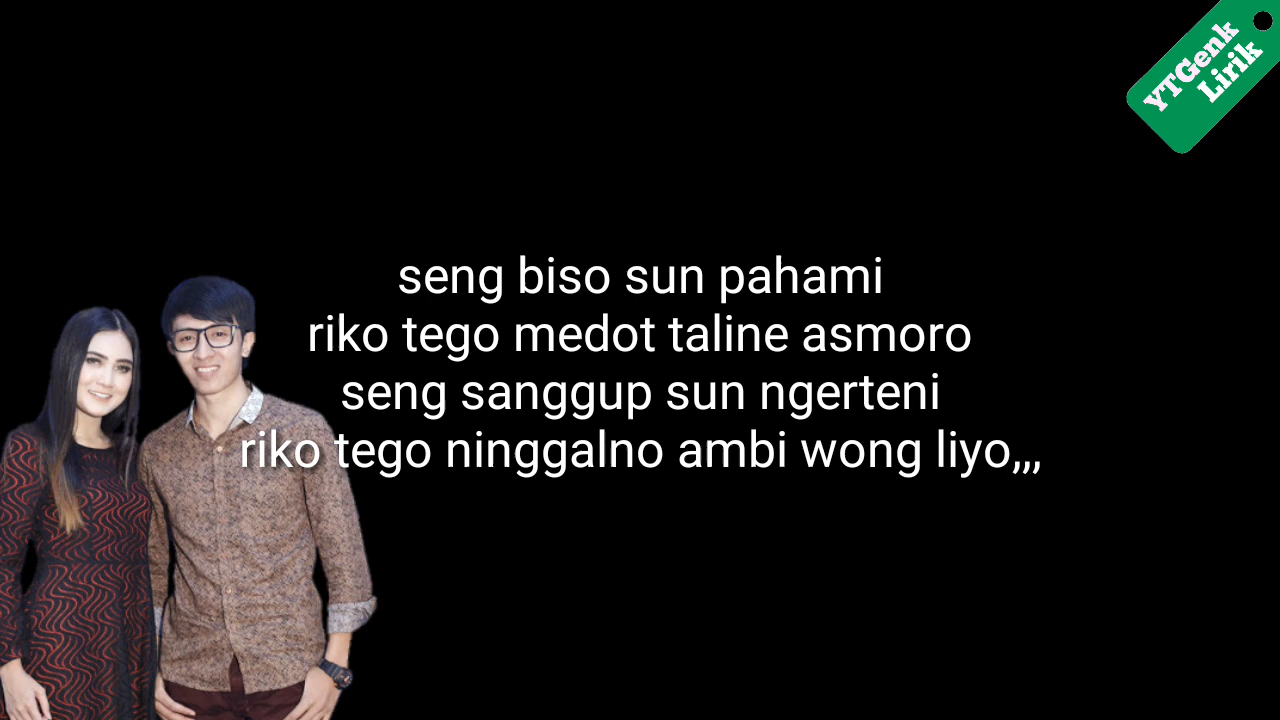 YTGenk
Lirik
seng biso sun pahami
riko tego medot taline asmoro
seng sanggup sun ngerteni
riko tego ninggalno ambi wong liyo,,,